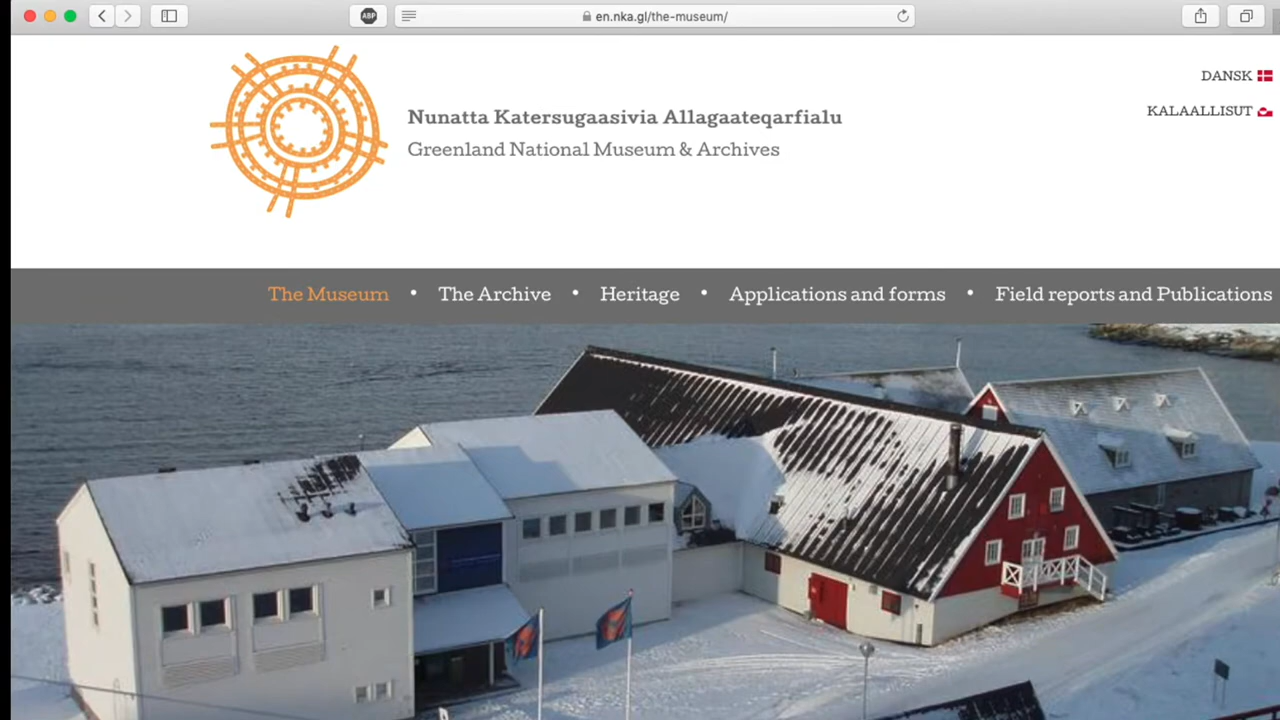 ABP
en.nka.gl/the-museum/
DANSK
KALAALLISUT
Nunatta Katersugaasivia Allagaateqarfialu
Greenland National Museum & Archives
The Museum • The Archive • Heritage • Applications and forms • Field reports and Publications